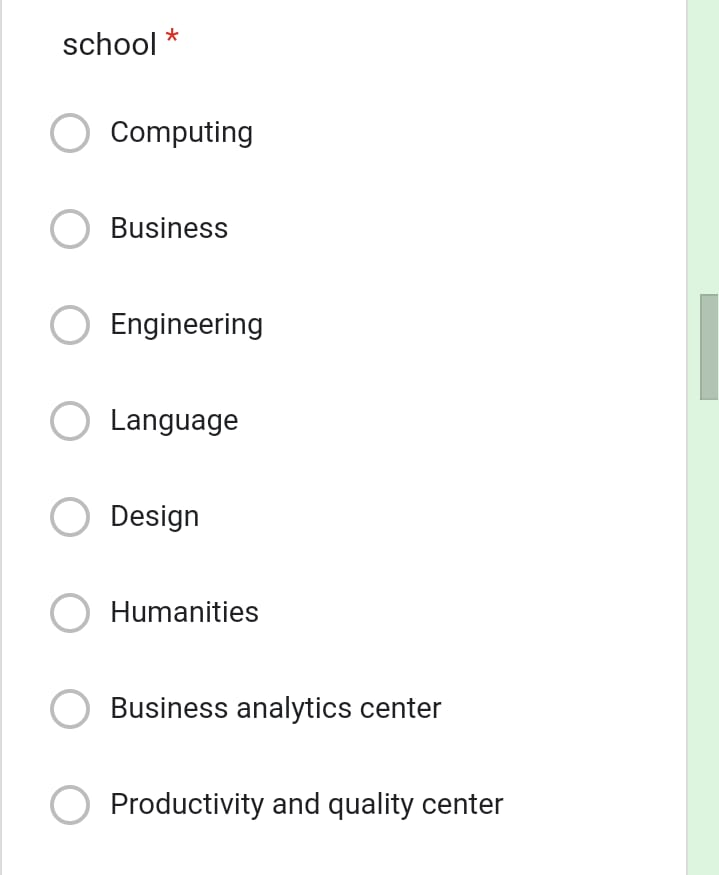 school *
Computing
Business
Engineering
Language
Design
Humanities
Business analytics center
Productivity and quality center